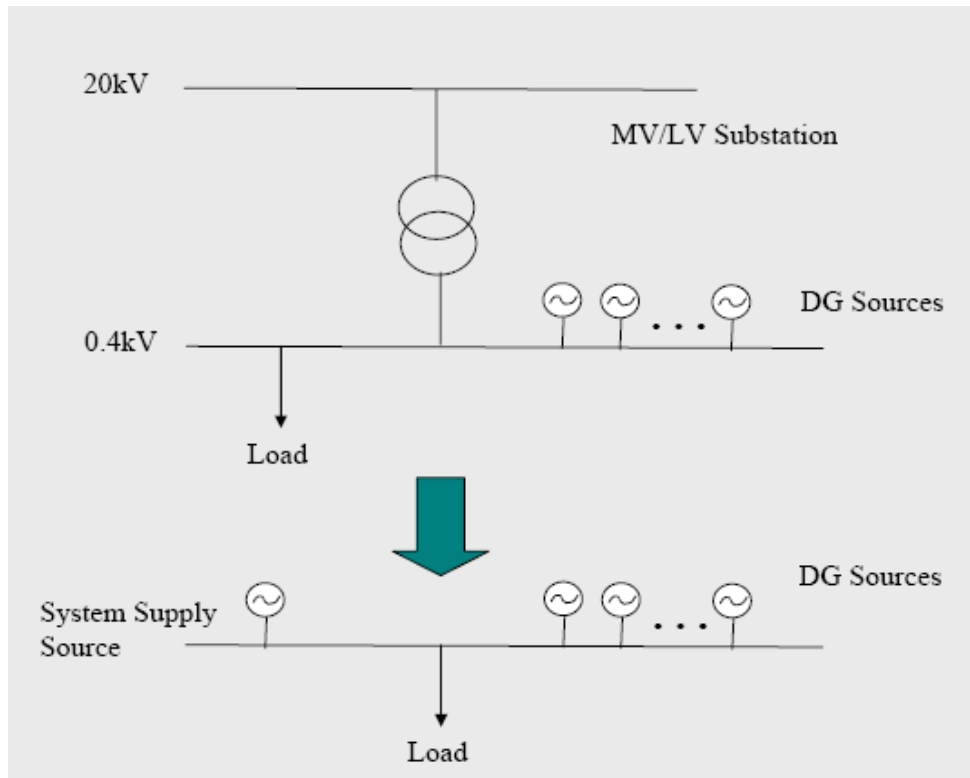 20kV
MV/LV Substation
DG Sources
0.4kV
Load
DG Sources
System Supply
Source
Load